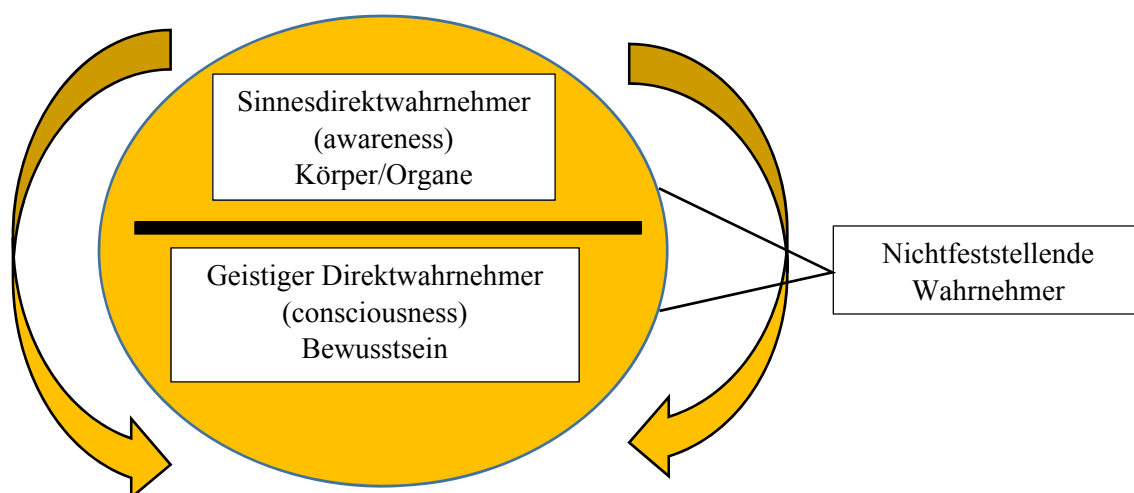 Sinnesdirektwahrnehmer
(awareness)
Körper/Organe
Geistiger Direktwahrnehmer
(consciousness)
Bewusstsein
Nichtfeststellende
Wahrnehmer